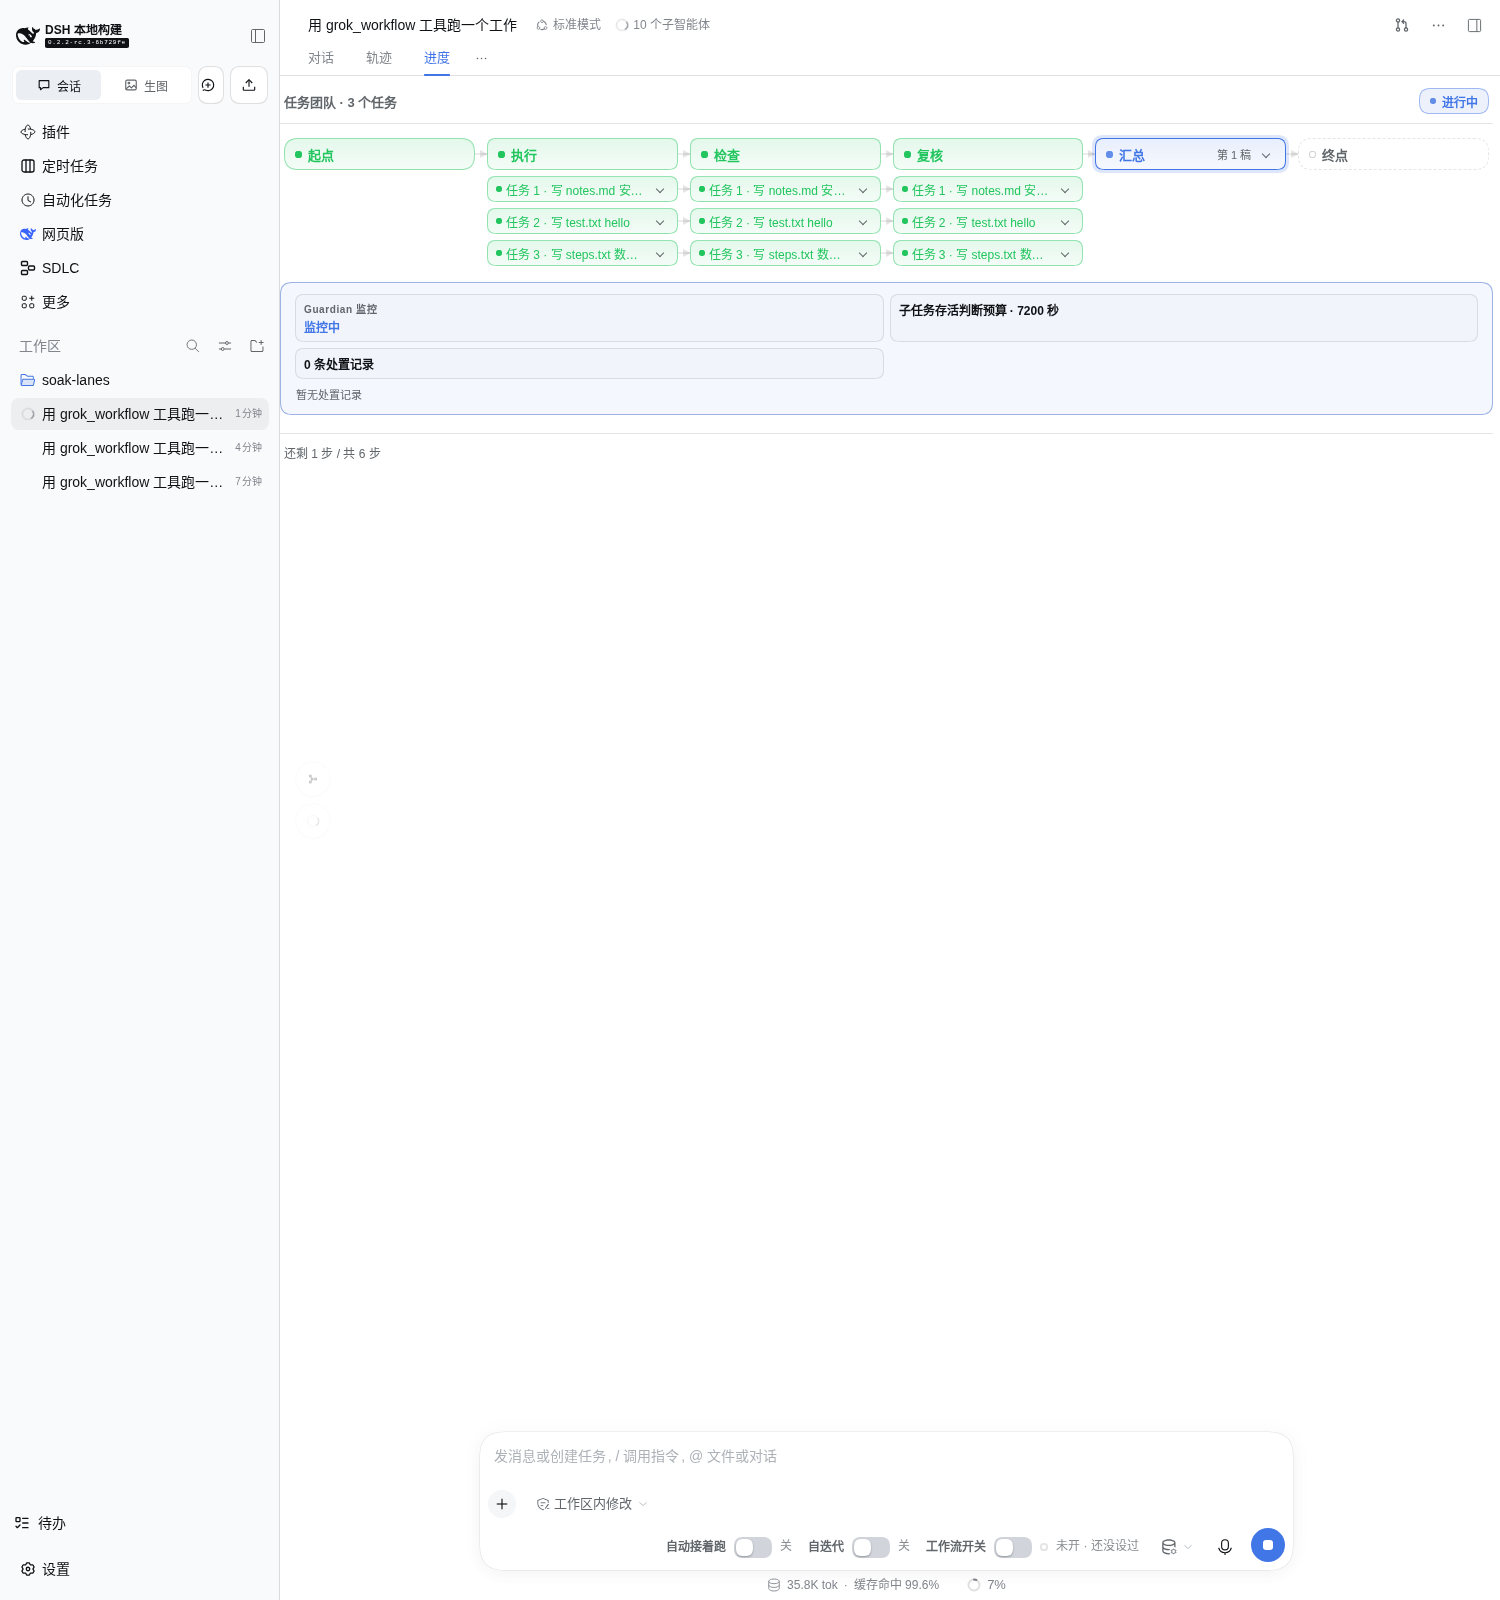 DSH 本地构建
0.2.2-rc.3-6b729fe
会话
生图
插件
定时任务
自动化任务
网页版
SDLC
更多
工作区
soak-lanes
用 grok_workflow 工具跑一… 1分钟
用 grok_workflow 工具跑一… 4分钟
用 grok_workflow 工具跑一… 7分钟
待办
设置
用 grok_workflow 工具跑一个工作 标准模式 10 个子智能体
对话 轨迹 进度 …
任务团队 · 3 个任务 进行中
起点 执行 检查 复核 汇总 第 1 稿 终点
任务 1 · 写 notes.md 安… 任务 1 · 写 notes.md 安… 任务 1 · 写 notes.md 安…
任务 2 · 写 test.txt hello 任务 2 · 写 test.txt hello 任务 2 · 写 test.txt hello
任务 3 · 写 steps.txt 数… 任务 3 · 写 steps.txt 数… 任务 3 · 写 steps.txt 数…
Guardian 监控
监控中
子任务存活判断预算 · 7200 秒
0 条处置记录
暂无处置记录
还剩 1 步 / 共 6 步
发消息或创建任务, / 调用指令, @ 文件或对话
工作区内修改
自动接着跑 关 自迭代 关 工作流开关 未开 · 还没设过
35.8K tok · 缓存命中 99.6% 7%